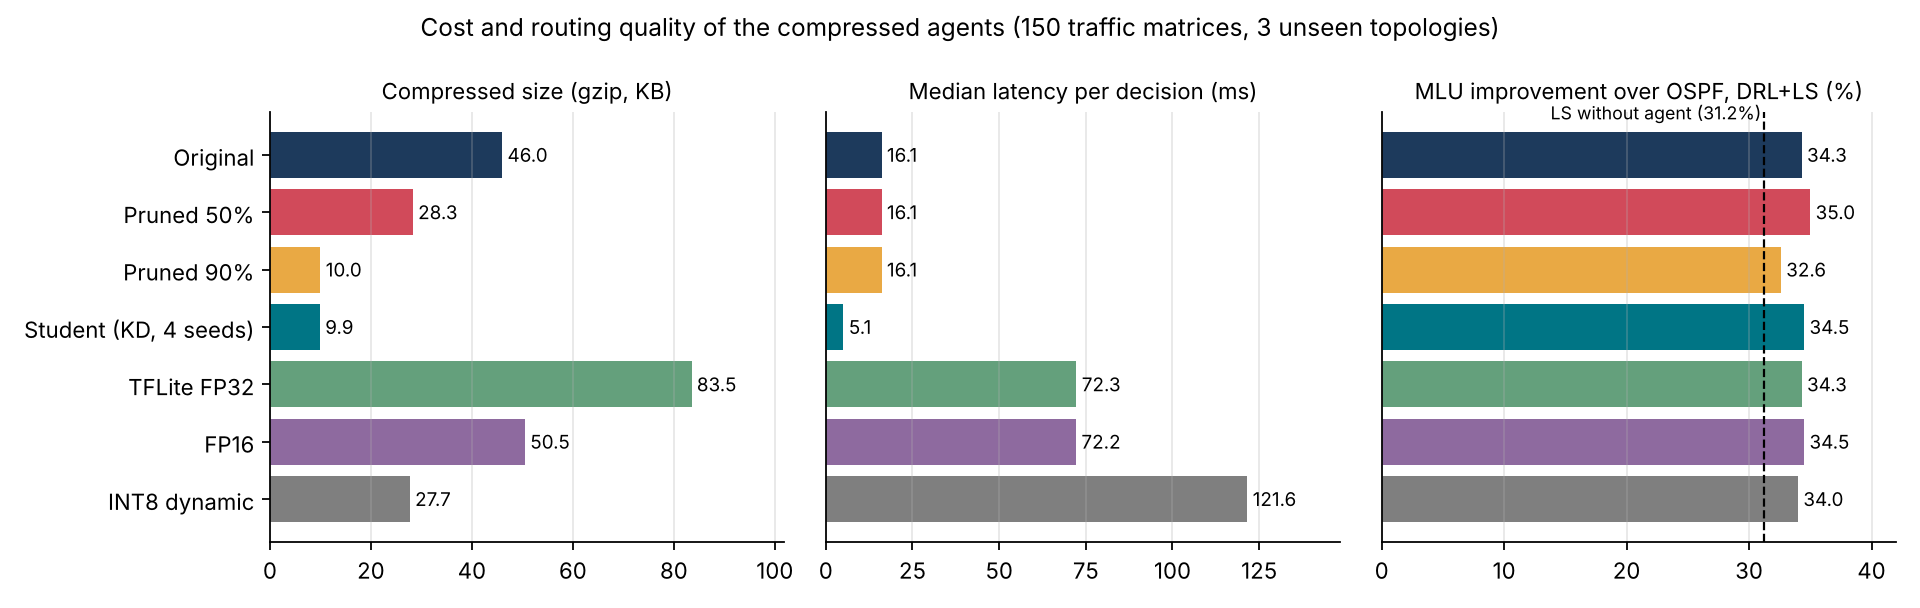 Cost and routing quality of the compressed agents (150 traffic matrices, 3 unseen topologies)
Compressed size (gzip, KB)
Original
46.0
Pruned 50%
28.3
Pruned 90%
10.0
Student (KD, 4 seeds)
9.9
TFLite FP32
83.5
FP16
50.5
INT8 dynamic
27.7
0 20 40 60 80 100
Median latency per decision (ms)
16.1
16.1
16.1
5.1
72.3
72.2
121.6
0 25 50 75 100 125
MLU improvement over OSPF, DRL+LS (%)
LS without agent (31.2%)
34.3
35.0
32.6
34.5
34.3
34.5
34.0
0 10 20 30 40